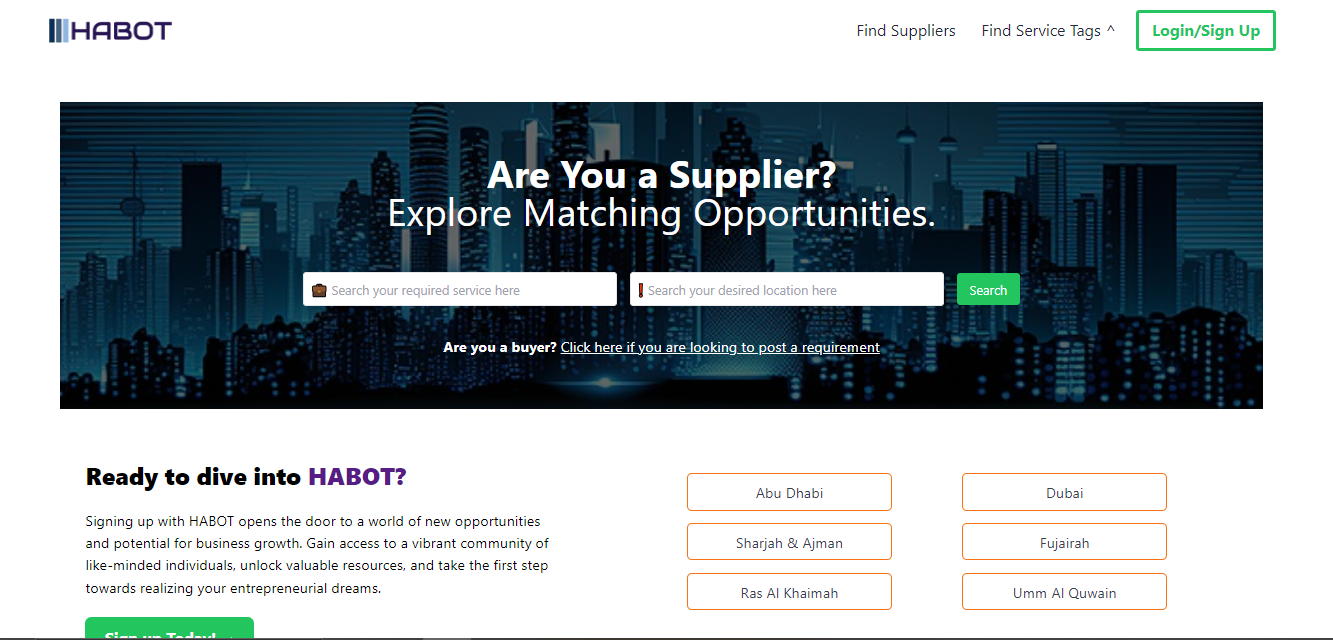 HABOT
Find Suppliers
Find Service Tags ^
Login/Sign Up
Are You a Supplier?
Explore Matching Opportunities.
Search your required service here
Search your desired location here
Search
Are you a buyer? Click here if you are looking to post a requirement
Ready to dive into HABOT?
Signing up with HABOT opens the door to a world of new opportunities
and potential for business growth. Gain access to a vibrant community of
like-minded individuals, unlock valuable resources, and take the first step
towards realizing your entrepreneurial dreams.
Sign up Today!
Abu Dhabi
Dubai
Sharjah & Ajman
Fujairah
Ras Al Khaimah
Umm Al Quwain